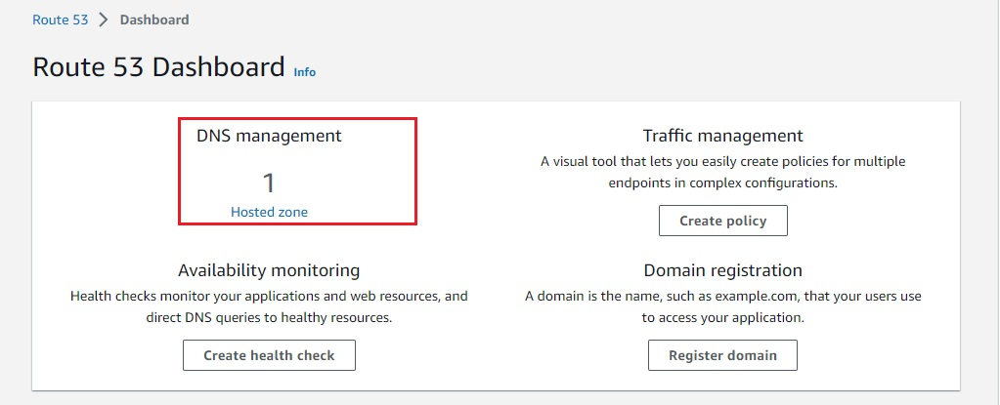 Route 53 > Dashboard
Route 53 Dashboard Info
DNS management
1
Hosted zone
Traffic management
A visual tool that lets you easily create policies for multiple
endpoints in complex configurations.
Create policy
Availability monitoring
Health checks monitor your applications and web resources, and
direct DNS queries to healthy resources.
Create health check
Domain registration
A domain is the name, such as example.com, that your users use
to access your application.
Register domain